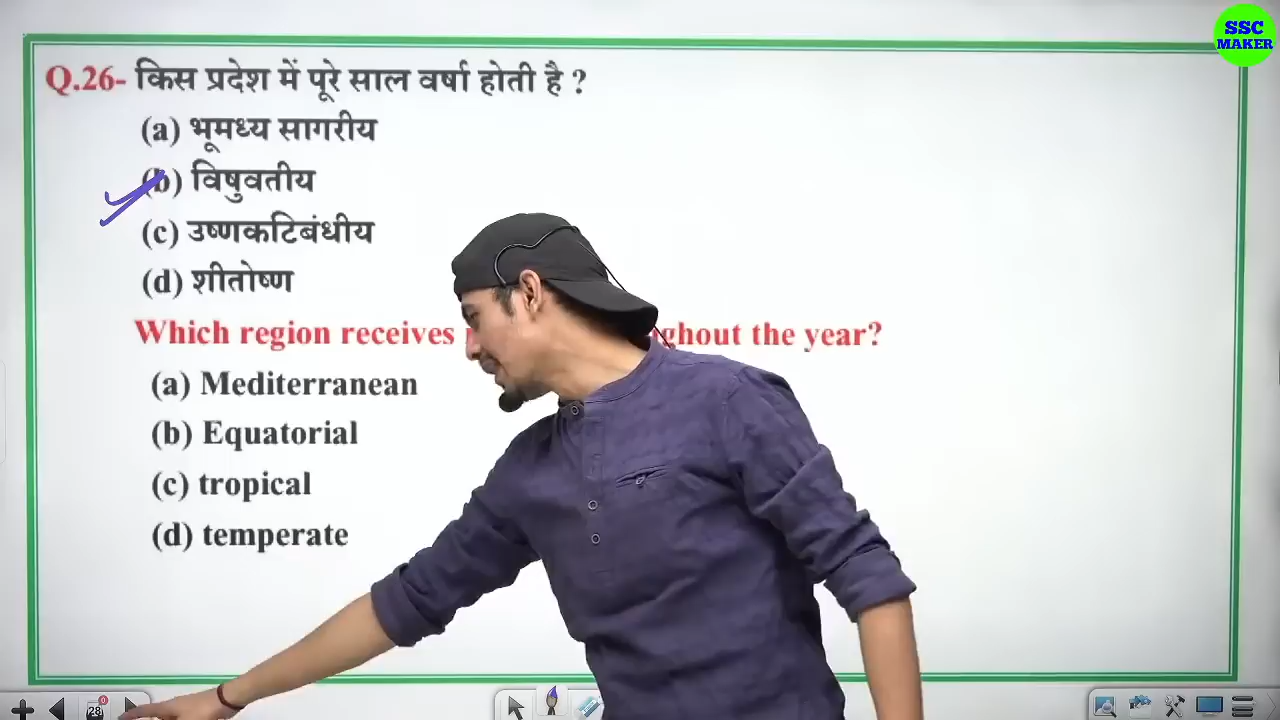 SSC
MAKER
Q.26- किस प्रदेश में पूरे साल वर्षा होती है ?
(a) भूमध्य सागरीय
(b) विषुवतीय
(c) उष्णकटिबंधीय
(d) शीतोष्ण
Which region receives ghout the year?
(a) Mediterranean
(b) Equatorial
(c) tropical
(d) temperate
28